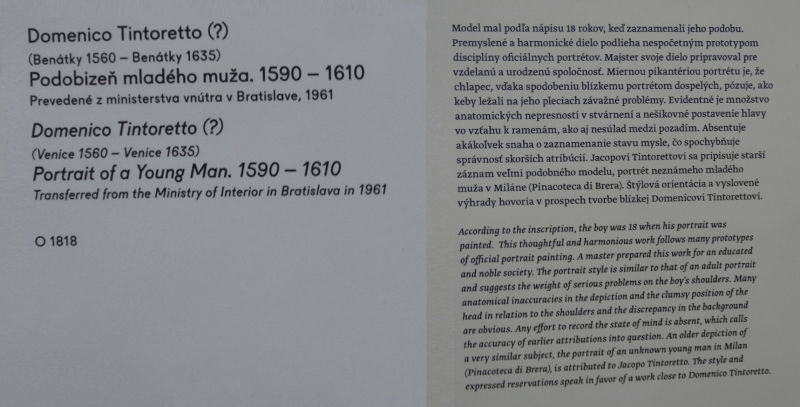 Domenico Tintoretto (?)
(Benátky 1560 – Benátky 1635)
Podobizeň mladého muža. 1590 – 1610
Prevedené z ministerstva vnútra v Bratislave, 1961
Domenico Tintoretto (?)
(Venice 1560 – Venice 1635)
Portrait of a Young Man. 1590 – 1610
Transferred from the Ministry of Interior in Bratislava in 1961
O 1818
Model mal podľa nápisu 18 rokov, keď zaznamenali jeho podobu.
Premyslené a harmonické dielo podlieha nespočetným prototypom
disciplíny oficiálnych portrétov. Majster svoje dielo pripravoval pre
vzdelanú a urodzenú spoločnosť. Miernou pikantériou portrétu je, že
chlapec, vďaka spodobeniu blízkemu portrétom dospelých, pózuje, ako
keby ležali na jeho pleciach závažné problémy. Evidentné je množstvo
anatomických nepresností v stvárnení a nešikovné postavenie hlavy
vo vzťahu k ramenám, ako aj nesúlad medzi pozadím. Absentuje
akákoľvek snaha o zaznamenanie stavu mysle, čo spochybňuje
správnosť skorších atribúcií. Jacopovi Tintorettovi sa pripisuje starší
záznam veľmi podobného modelu, portrét neznámeho mladého
muža v Miláne (Pinacoteca di Brera). Štýlová orientácia a vyslovené
výhrady hovoria v prospech tvorbe blízkej Domenicovi Tintorettovi.
According to the inscription, the boy was 18 when his portrait was
painted. This thoughtful and harmonious work follows many prototypes
of official portrait painting. A master prepared this work for an educated
and noble society. The portrait style is similar to that of an adult portrait
and suggests the weight of serious problems on the boy's shoulders. Many
anatomical inaccuracies in the depiction and the clumsy position of the
head in relation to the shoulders and the discrepancy in the background
are obvious. Any effort to record the state of mind is absent, which calls
the accuracy of earlier attributions into question. An older depiction of
a very similar subject, the portrait of an unknown young man in Milan
(Pinacoteca di Brera), is attributed to Jacopo Tintoretto. The style and
expressed reservations speak in favor of a work close to Domenico Tintoretto.